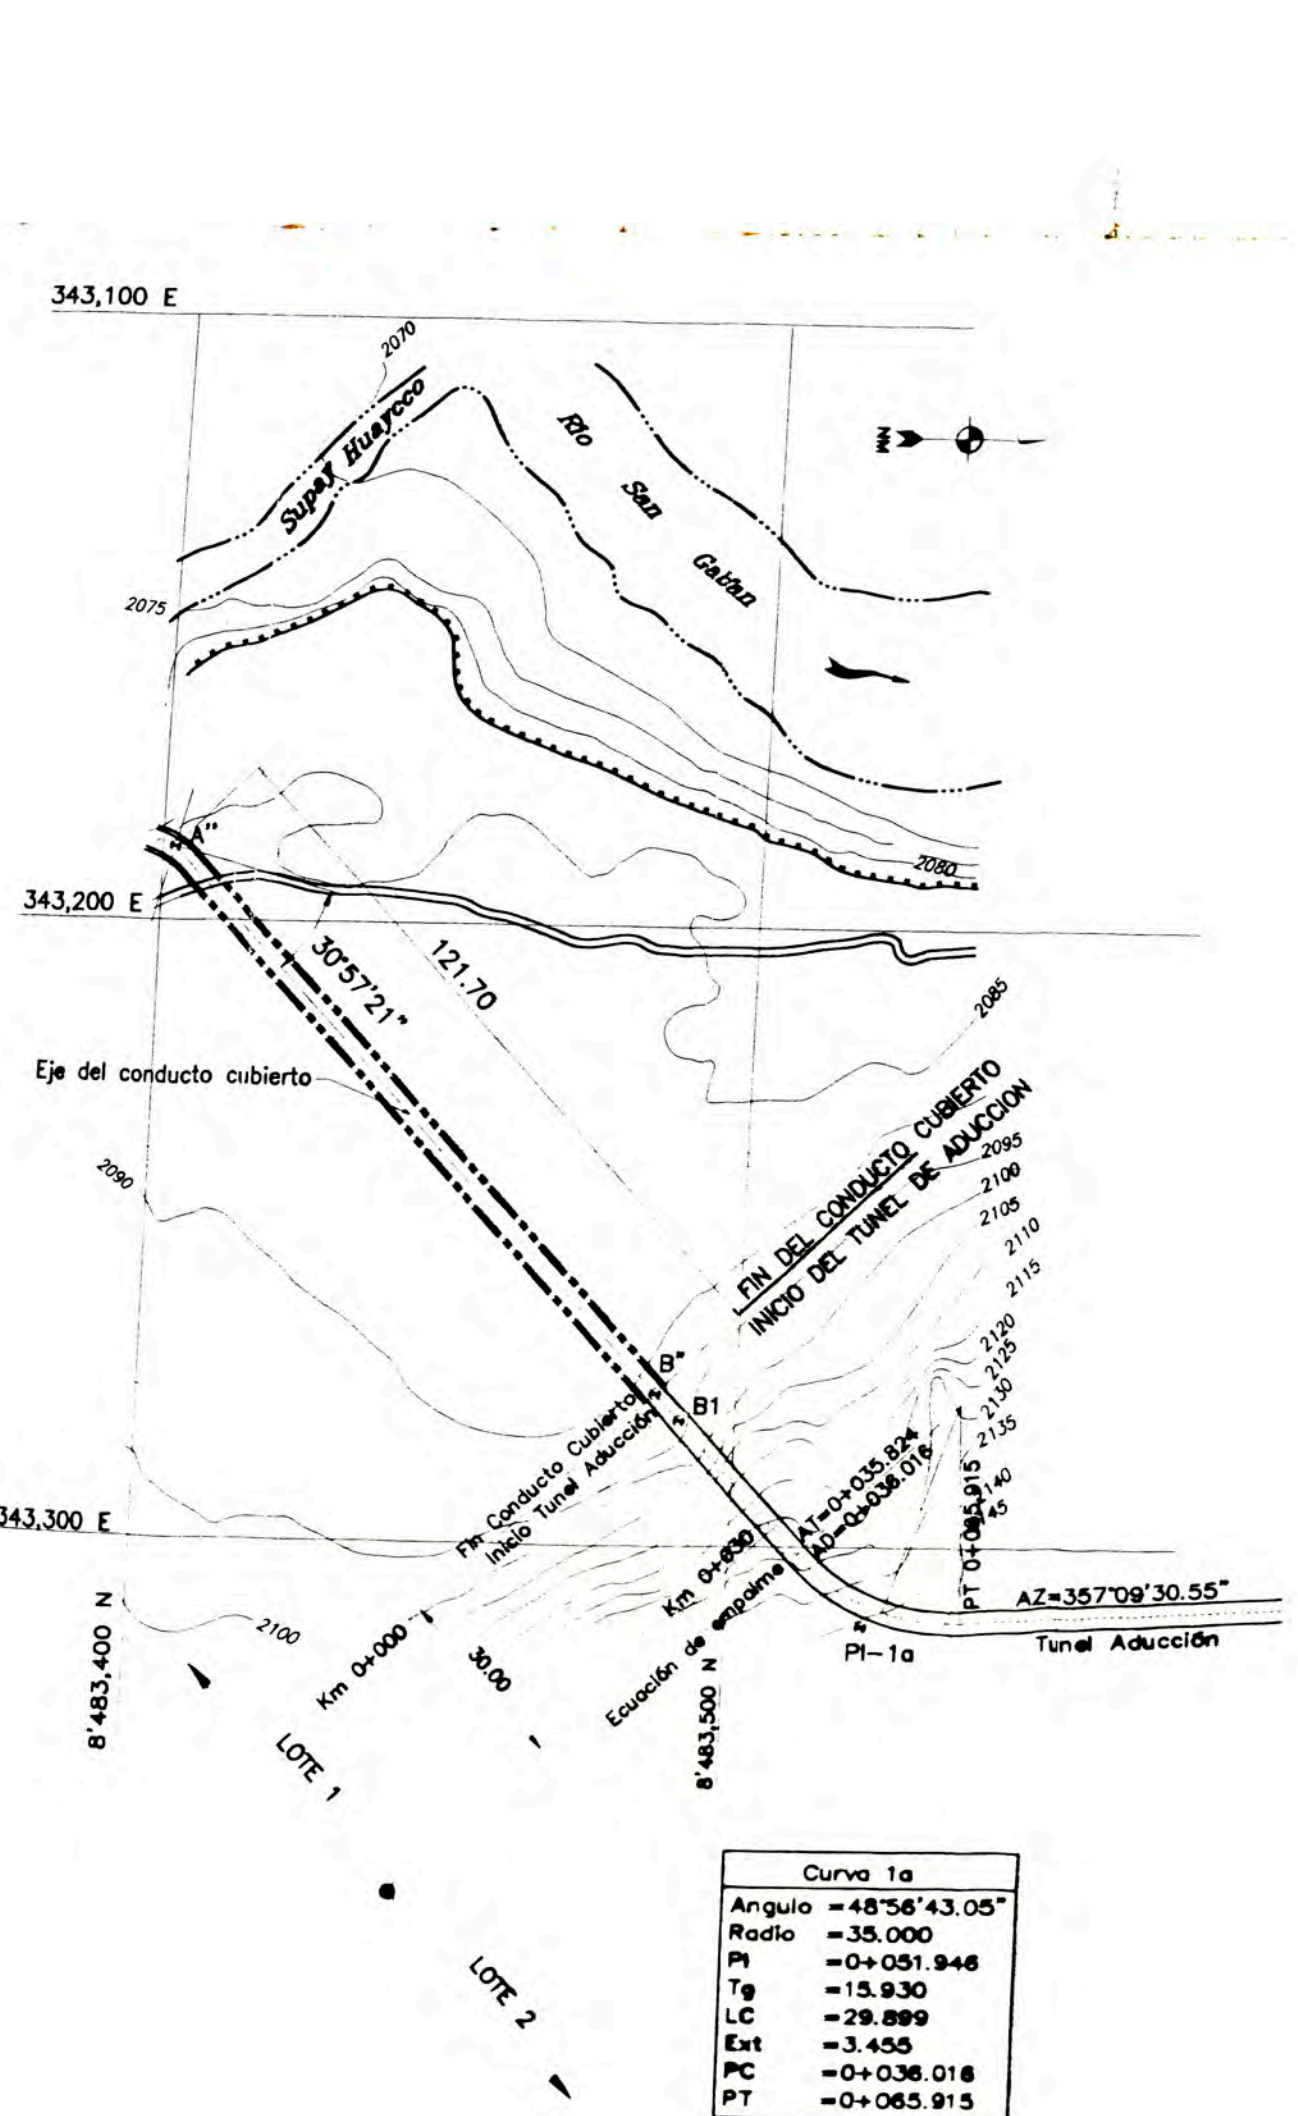 343,100 E
2070
Supay Huaycco
Río
San
Gabán
NM
2075
A''
2080
343,200 E
30°57'21"
121.70
2085
Eje del conducto cubierto
FIN DEL CONDUCTO CUBIERTO
INICIO DEL TUNEL DE ADUCCION
2090
2095
2100
2105
2110
2115
2120
2125
2130
2135
B"
B1
Fin Conducto Cubierto
Inicio Tunel Aducción
AT=0+035.824
AD=0+036.016
PT 0+065.915
343,300 E
Km 0+030
Ecuación de empalme
AZ=357°09'30.55"
Tunel Aducción
PI-1a
2100
Km 0+000
30.00
8'483,400 N
8'483,500 N
LOTE 1
LOTE 2
Curva 1a
Angulo =48°56'43.05"
Radio =35.000
PI =0+051.946
Tg =15.930
LC =29.899
Ext =3.455
PC =0+036.016
PT =0+065.915